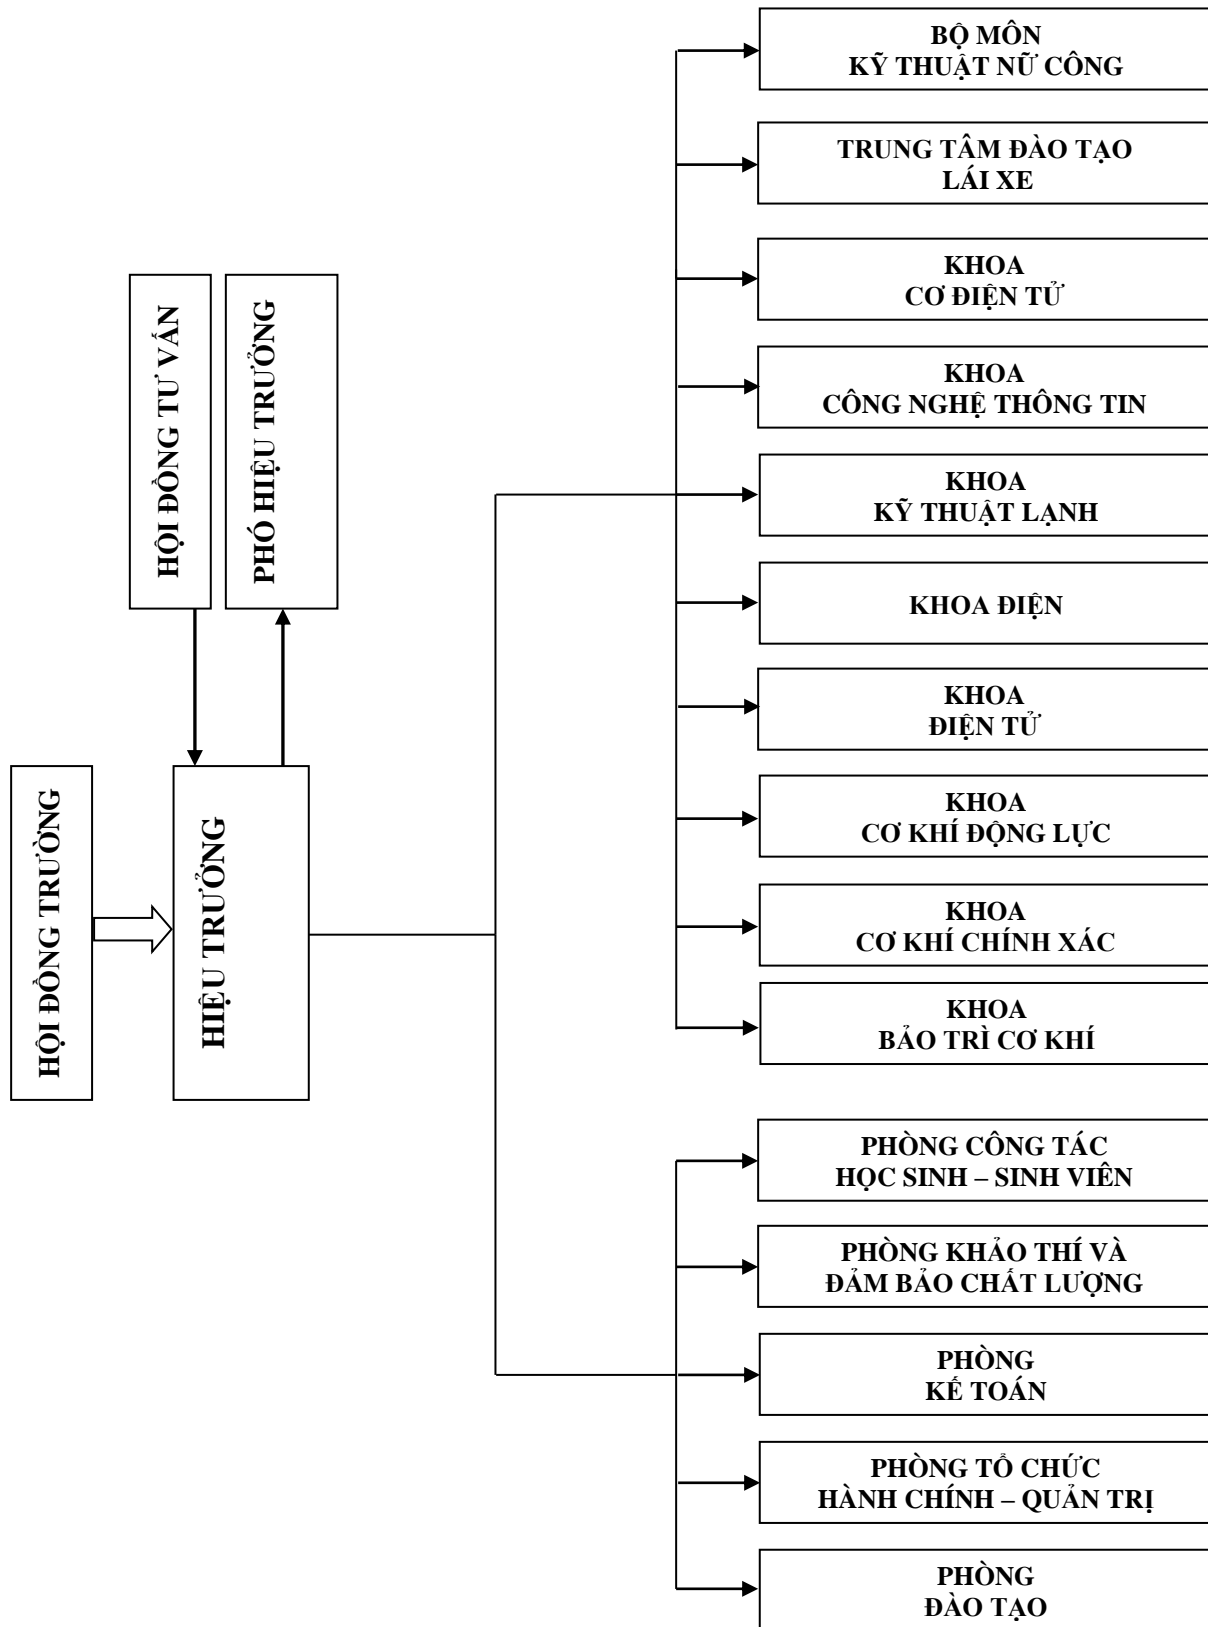 BỘ MÔN
KỸ THUẬT NỮ CÔNG
TRUNG TÂM ĐÀO TẠO
LÁI XE
KHOA
CƠ ĐIỆN TỬ
KHOA
CÔNG NGHỆ THÔNG TIN
KHOA
KỸ THUẬT LẠNH
KHOA ĐIỆN
KHOA
ĐIỆN TỬ
KHOA
CƠ KHÍ ĐỘNG LỰC
KHOA
CƠ KHÍ CHÍNH XÁC
KHOA
BẢO TRÌ CƠ KHÍ
PHÒNG CÔNG TÁC
HỌC SINH – SINH VIÊN
PHÒNG KHẢO THÍ VÀ
ĐẢM BẢO CHẤT LƯỢNG
PHÒNG
KẾ TOÁN
PHÒNG TỔ CHỨC
HÀNH CHÍNH – QUẢN TRỊ
PHÒNG
ĐÀO TẠO
HỘI ĐỒNG TƯ VẤN
PHÓ HIỆU TRƯỞNG
HỘI ĐỒNG TRƯỜNG
HIỆU TRƯỞNG